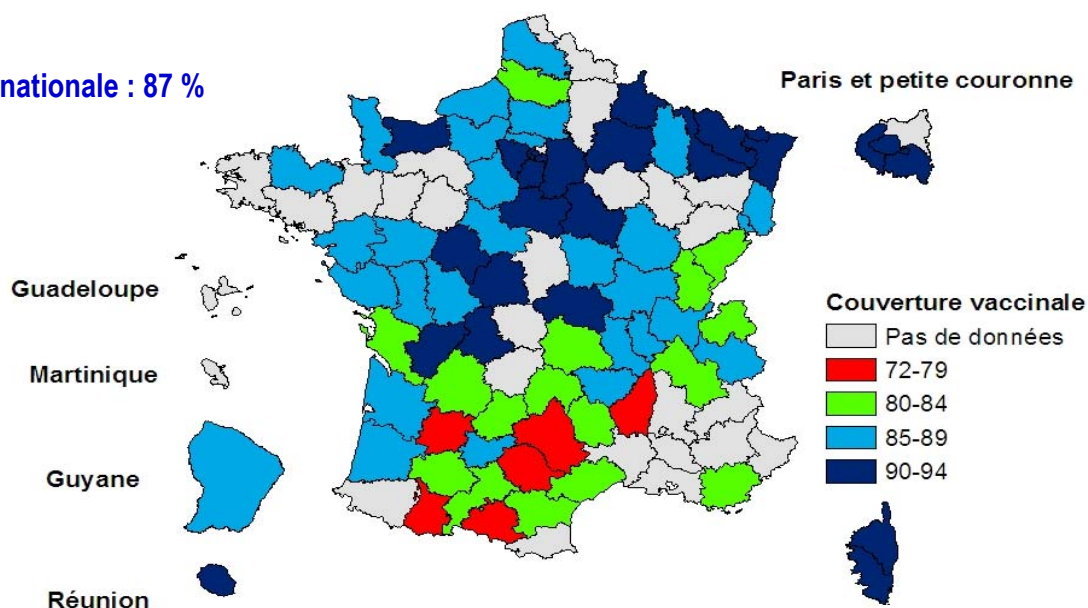 nationale : 87 %
Paris et petite couronne
Guadeloupe
Martinique
Guyane
Réunion
Couverture vaccinale
Pas de données
72-79
80-84
85-89
90-94